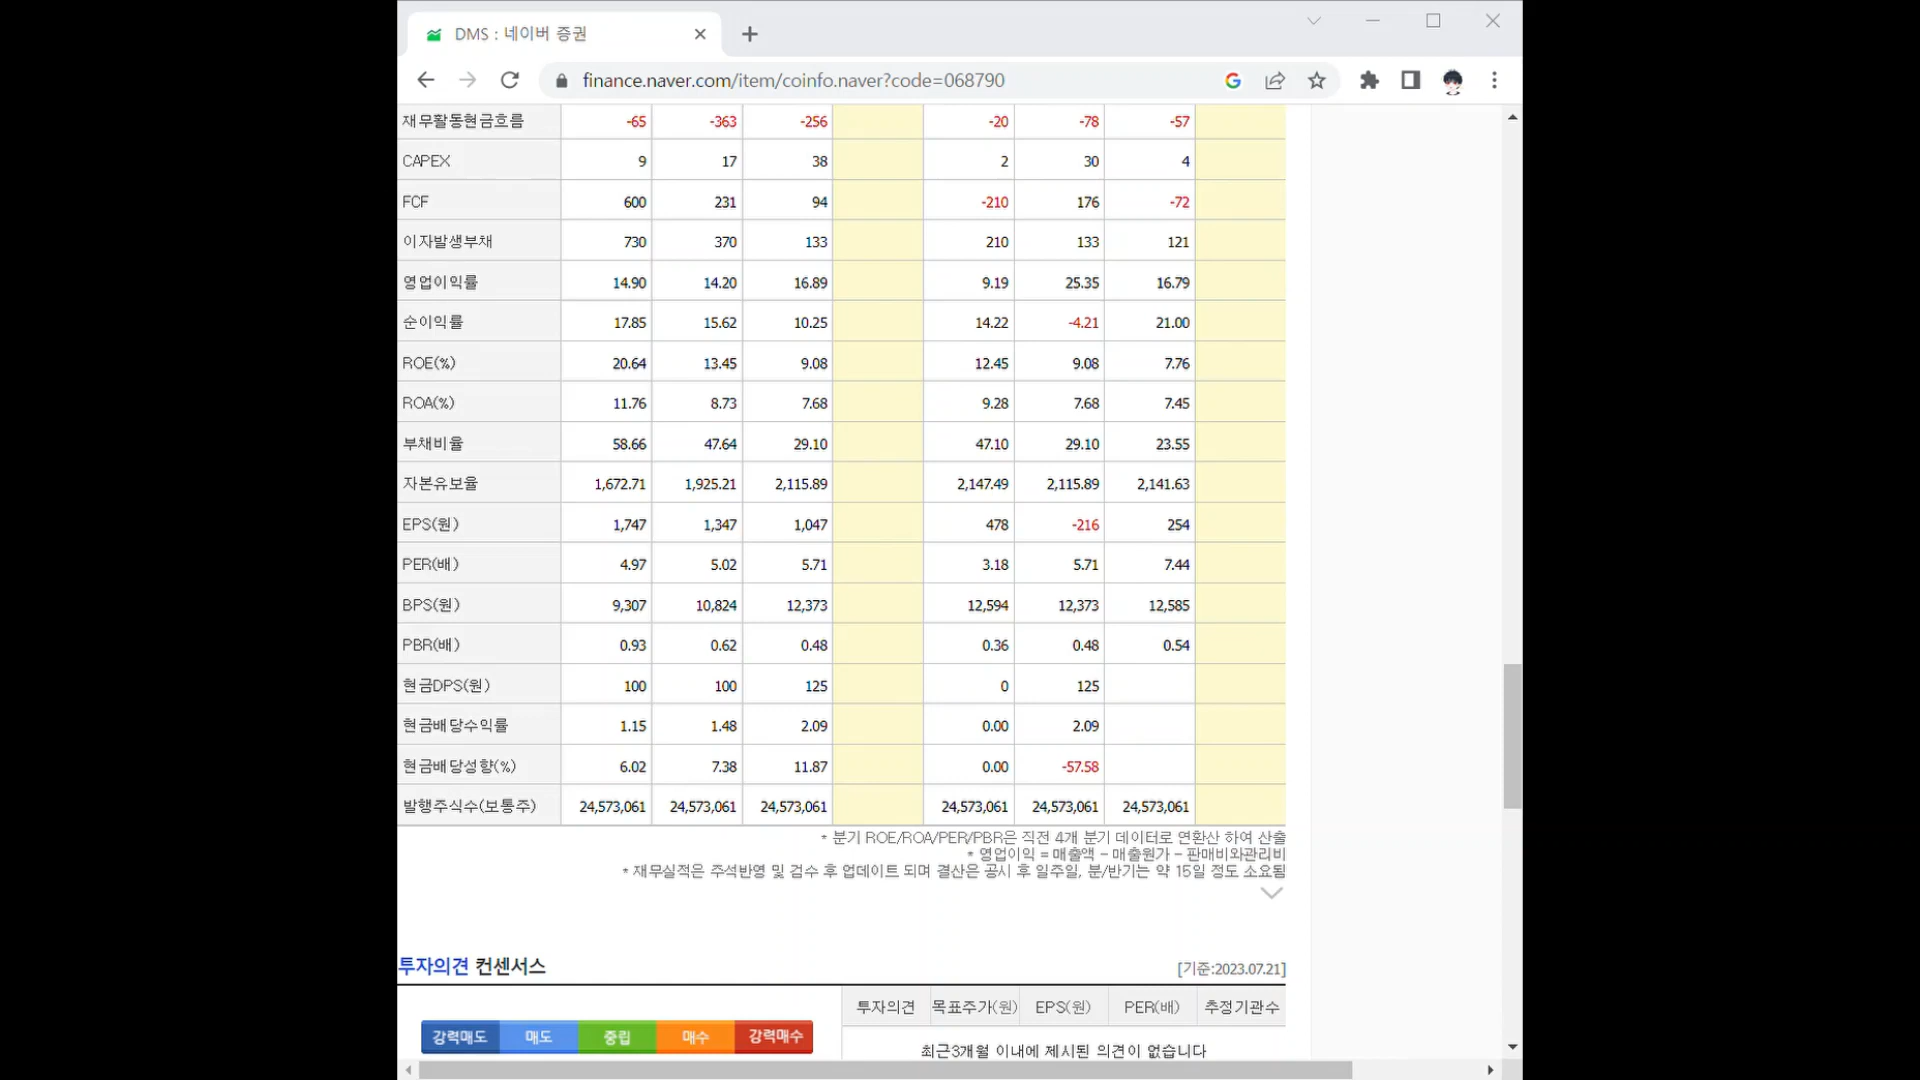 DMS : 네이버 증권
finance.naver.com/item/coinfo.naver?code=068790
재무활동현금흐름 -65 -363 -256 -20 -78 -57
CAPEX 9 17 38 2 30 4
FCF 600 231 94 -210 176 -72
이자발생부채 730 370 133 210 133 121
영업이익률 14.90 14.20 16.89 9.19 25.35 16.79
순이익률 17.85 15.62 10.25 14.22 -4.21 21.00
ROE(%) 20.64 13.45 9.08 12.45 9.08 7.76
ROA(%) 11.76 8.73 7.68 9.28 7.68 7.45
부채비율 58.66 47.64 29.10 47.10 29.10 23.55
자본유보율 1,672.71 1,925.21 2,115.89 2,147.49 2,115.89 2,141.63
EPS(원) 1,747 1,347 1,047 478 -216 254
PER(배) 4.97 5.02 5.71 3.18 5.71 7.44
BPS(원) 9,307 10,824 12,373 12,594 12,373 12,585
PBR(배) 0.93 0.62 0.48 0.36 0.48 0.54
현금DPS(원) 100 100 125 0 125
현금배당수익률 1.15 1.48 2.09 0.00 2.09
현금배당성향(%) 6.02 7.38 11.87 0.00 -57.58
발행주식수(보통주) 24,573,061 24,573,061 24,573,061 24,573,061 24,573,061 24,573,061
* 분기 ROE/ROA/PER/PBR은 직전 4개 분기 데이터로 연환산 하여 산출
* 영업이익 = 매출액 - 매출원가 - 판매비와관리비
* 재무실적은 주석반영 및 검수 후 업데이트 되며 결산은 공시 후 일주일, 분/반기는 약 15일 정도 소요됨
투자의견 컨센서스 [기준:2023.07.21]
투자의견 목표주가(원) EPS(원) PER(배) 추정기관수
강력매도 매도 중립 매수 강력매수
최근3개월 이내에 제시된 의견이 없습니다